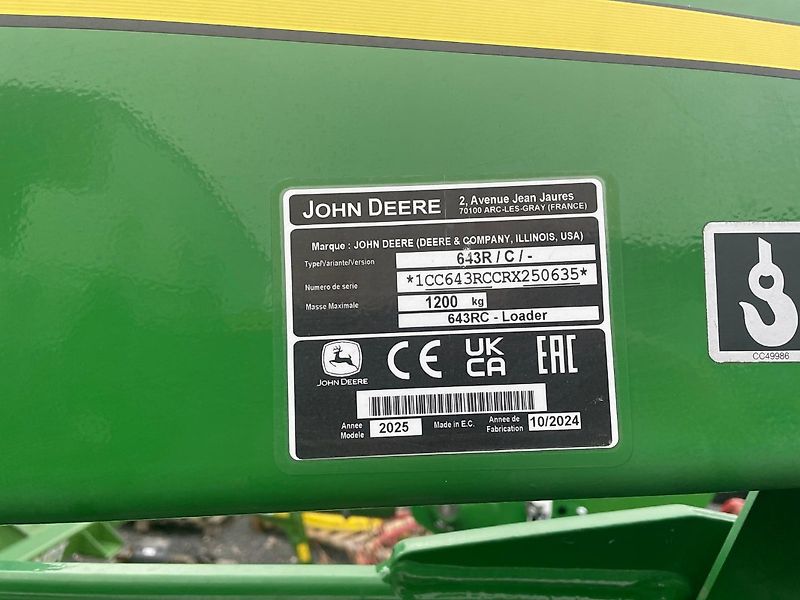 JOHN DEERE
2, Avenue Jean Jaures
70100 ARC-LES-GRAY (FRANCE)
Marque : JOHN DEERE (DEERE & COMPANY, ILLINOIS, USA)
Type/Variante/Version 643R / C / -
Numero de serie *1CC643RCCRX250635*
Masse Maximale 1200 kg
643RC - Loader
JOHN DEERE
CE
UK
CA
EAC
Annee Modele 2025
Made in E.C.
Annee de Fabrication 10/2024
CC49986